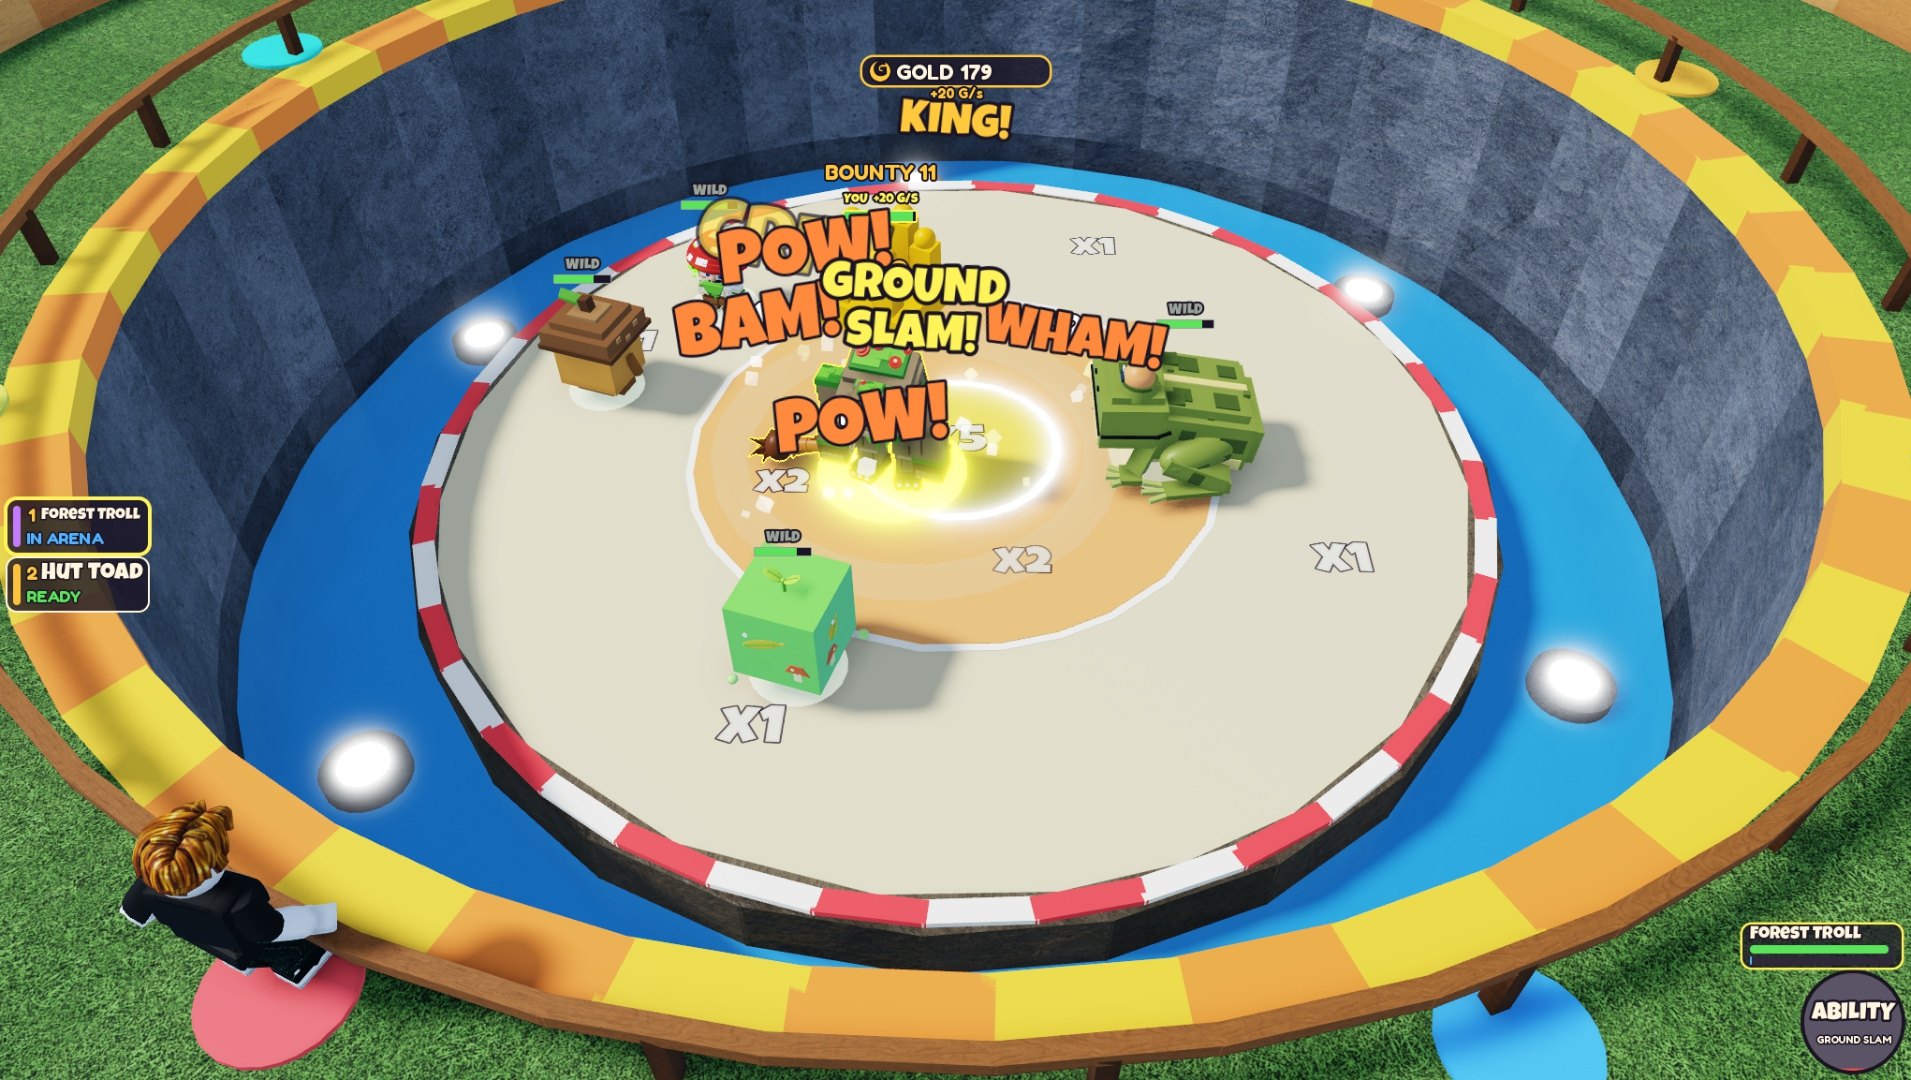 GOLD 179
+20 G/s
KING!
BOUNTY 11
YOU +20 G/S
WILD
WILD
WILD
WILD
POW!
BAM!
GROUND
SLAM!
WHAM!
POW!
X1
X2
X2
X1
X1
1 FOREST TROLL
IN ARENA
2 HUT TOAD
READY
FOREST TROLL
ABILITY
GROUND SLAM